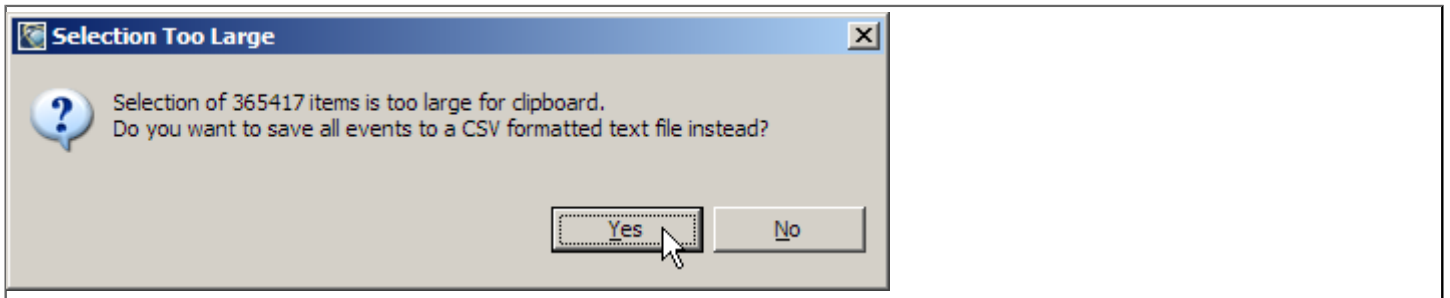 Selection Too Large
Selection of 365417 items is too large for clipboard.
Do you want to save all events to a CSV formatted text file instead?
Yes
No